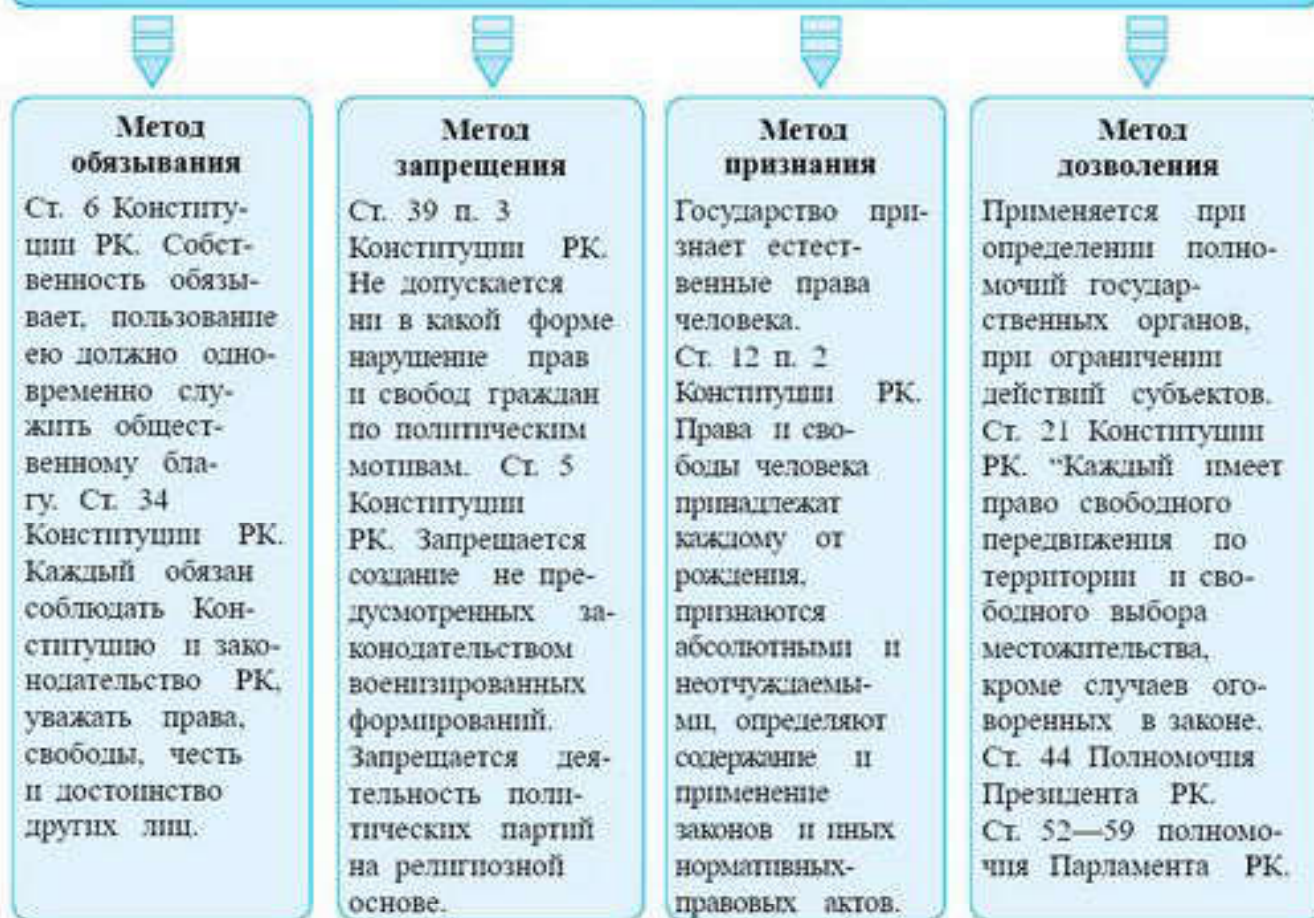 Метод
обязывания
Ст. 6 Конститу-
ции РК. Собст-
венность обязы-
вает, пользование
ею должно одно-
временно слу-
жить общест-
венному бла-
гу. Ст. 34
Конституции РК.
Каждый обязан
соблюдать Кон-
ституцию и зако-
нодательство РК,
уважать права,
свободы, честь
и достоинство
других лиц.
Метод
запрещения
Ст. 39 п. 3
Конституции РК.
Не допускается
ни в какой форме
нарушение прав
и свобод граждан
по политическим
мотивам. Ст. 5
Конституции
РК. Запрещается
создание не пре-
дусмотренных за-
конодательством
военизированных
формирований.
Запрещается дея-
тельность поли-
тических партий
на религиозной
основе.
Метод
признания
Государство при-
знает естест-
венные права
человека.
Ст. 12 п. 2
Конституции РК.
Права и сво-
боды человека
принадлежат
каждому от
рождения,
признаются
абсолютными и
неотчуждаемы-
ми, определяют
содержание и
применение
законов и иных
нормативных-
правовых актов.
Метод
дозволения
Применяется при
определении полно-
мочий государ-
ственных органов,
при ограничении
действий субъектов.
Ст. 21 Конституции
РК. “Каждый имеет
право свободного
передвижения по
территории и сво-
бодного выбора
местожительства,
кроме случаев ого-
воренных в законе.
Ст. 44 Полномочия
Президента РК.
Ст. 52—59 полномо-
чия Парламента РК.